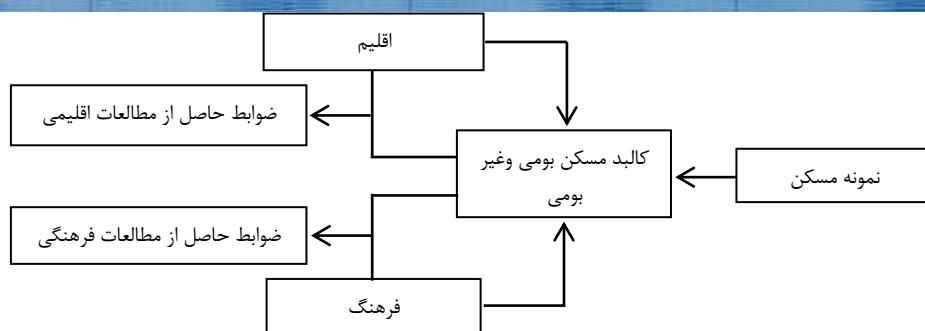 اقلیم
ضوابط حاصل از مطالعات اقلیمی
کالبد مسکن بومی وغیر
بومی
نمونه مسکن
ضوابط حاصل از مطالعات فرهنگی
فرهنگ